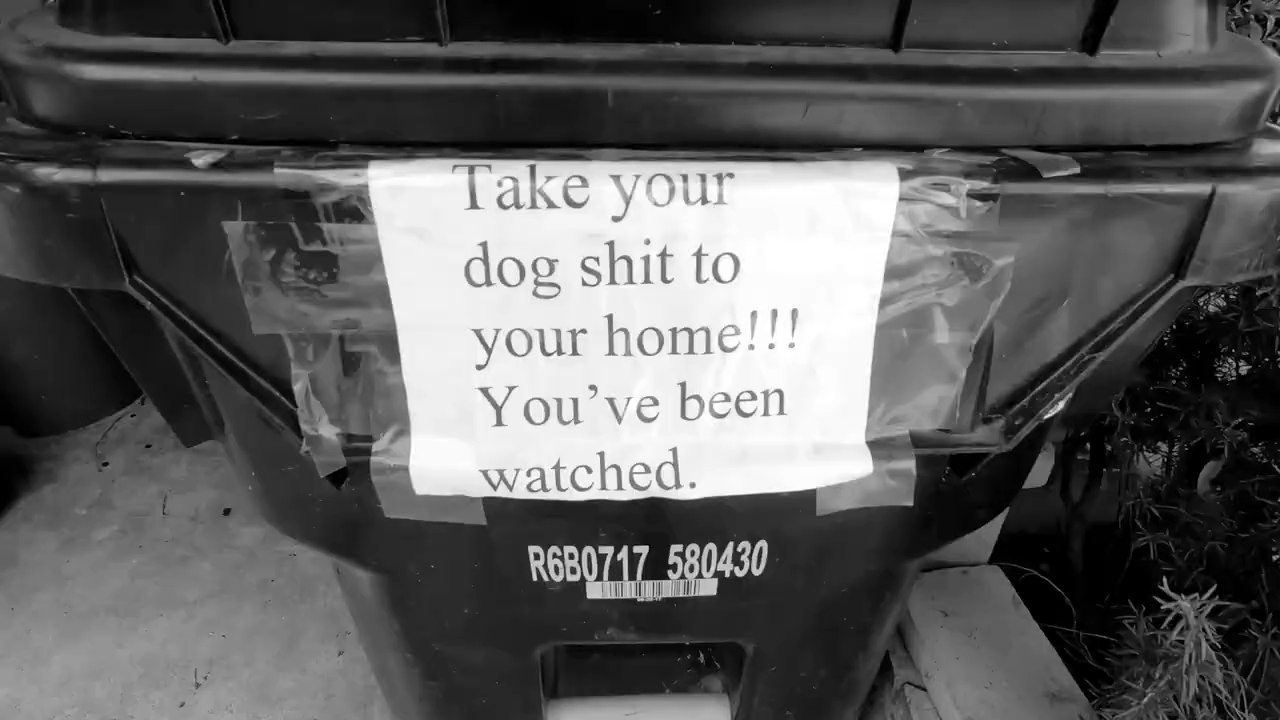 Take your
dog shit to
your home!!!
You’ve been
watched.
R6B0717 580430